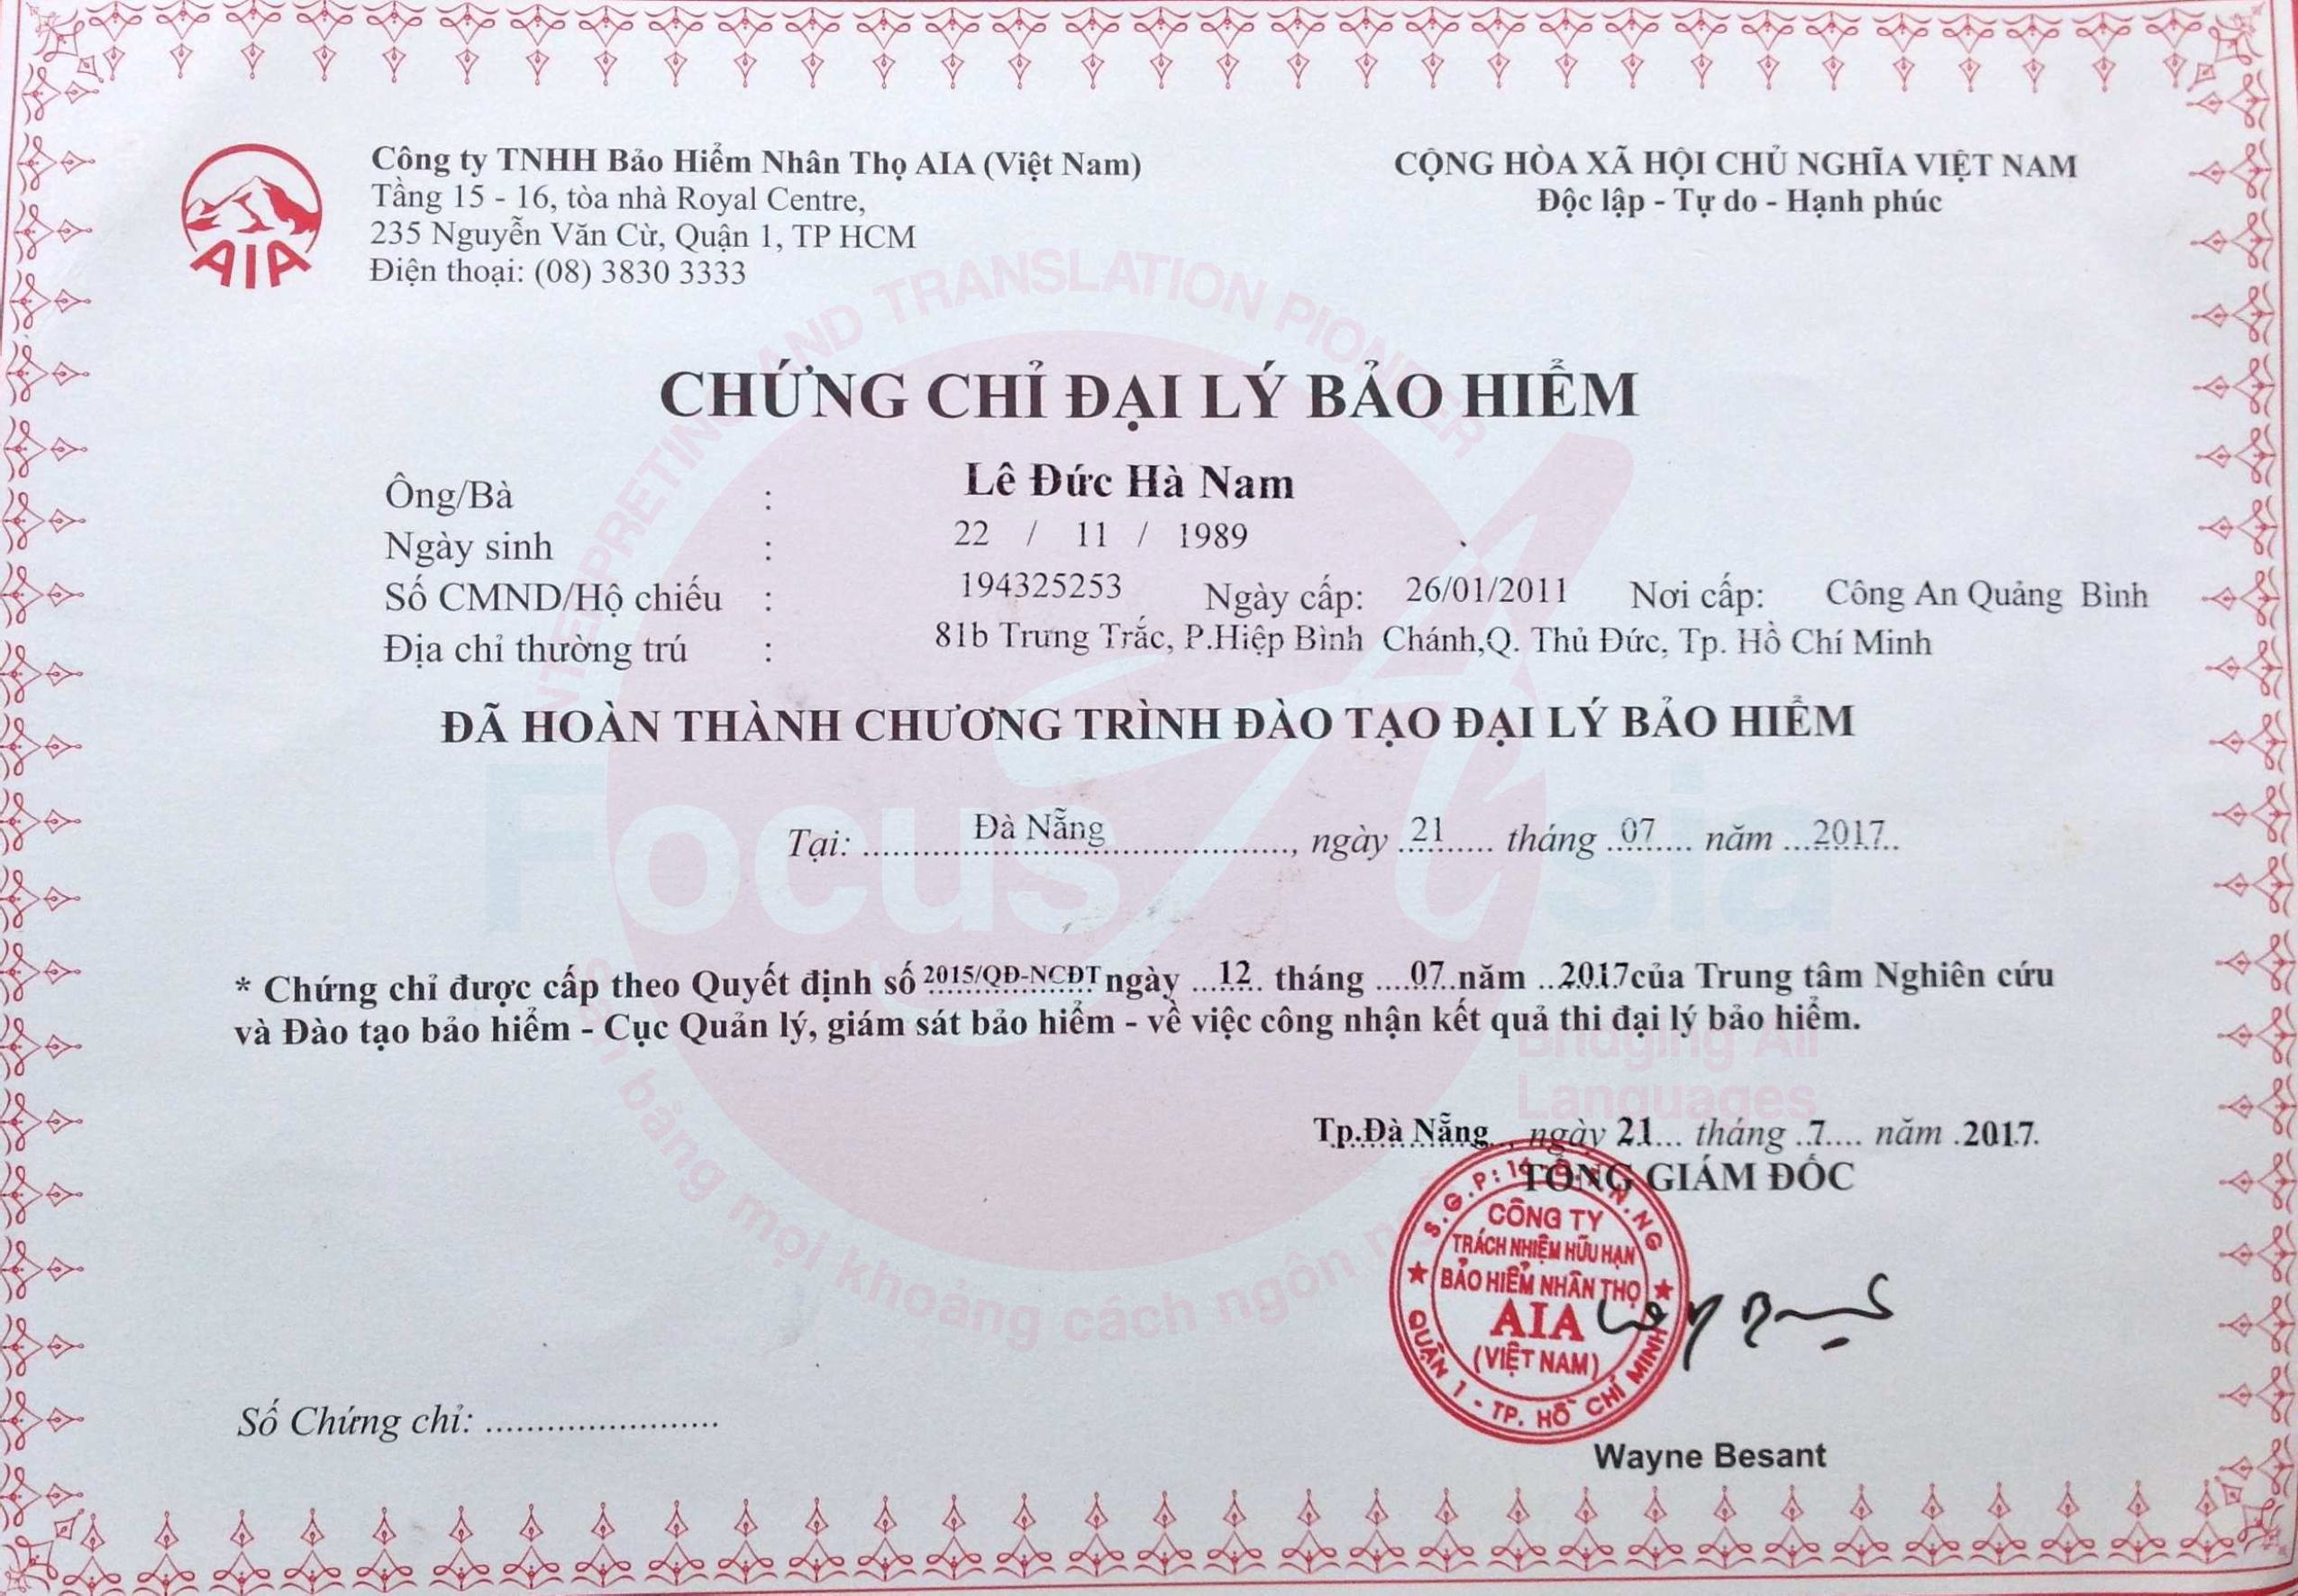 AIA
Công ty TNHH Bảo Hiểm Nhân Thọ AIA (Việt Nam)
Tầng 15 - 16, tòa nhà Royal Centre,
235 Nguyễn Văn Cừ, Quận 1, TP HCM
Điện thoại: (08) 3830 3333
CỘNG HÒA XÃ HỘI CHỦ NGHĨA VIỆT NAM
Độc lập - Tự do - Hạnh phúc
INTERPRETING AND TRANSLATION PIONEER
CHỨNG CHỈ ĐẠI LÝ BẢO HIỂM
Ông/Bà : Lê Đức Hà Nam
Ngày sinh : 22 / 11 / 1989
Số CMND/Hộ chiếu : 194325253 Ngày cấp: 26/01/2011 Nơi cấp: Công An Quảng Bình
Địa chỉ thường trú : 81b Trưng Trắc, P.Hiệp Bình Chánh,Q. Thủ Đức, Tp. Hồ Chí Minh
ĐÃ HOÀN THÀNH CHƯƠNG TRÌNH ĐÀO TẠO ĐẠI LÝ BẢO HIỂM
Focus Asia
Tại: Đà Nẵng, ngày 21 tháng 07 năm 2017
* Chứng chỉ được cấp theo Quyết định số 2015/QĐ-NCĐT ngày 12 tháng 07 năm 2017 của Trung tâm Nghiên cứu
và Đào tạo bảo hiểm - Cục Quản lý, giám sát bảo hiểm - về việc công nhận kết quả thi đại lý bảo hiểm.
Bridging All
Languages
bằng mọi khoảng cách ngôn
Tp.Đà Nẵng, ngày 21 tháng 7 năm 2017.
TỔNG GIÁM ĐỐC
S.G.P:
CÔNG TY
TRÁCH NHIỆM HỮU HẠN
BẢO HIỂM NHÂN THỌ
AIA
(VIỆT NAM)
QUẬN 1 - TP. HỒ CHÍ MINH
Số Chứng chỉ: ........................
Wayne Besant